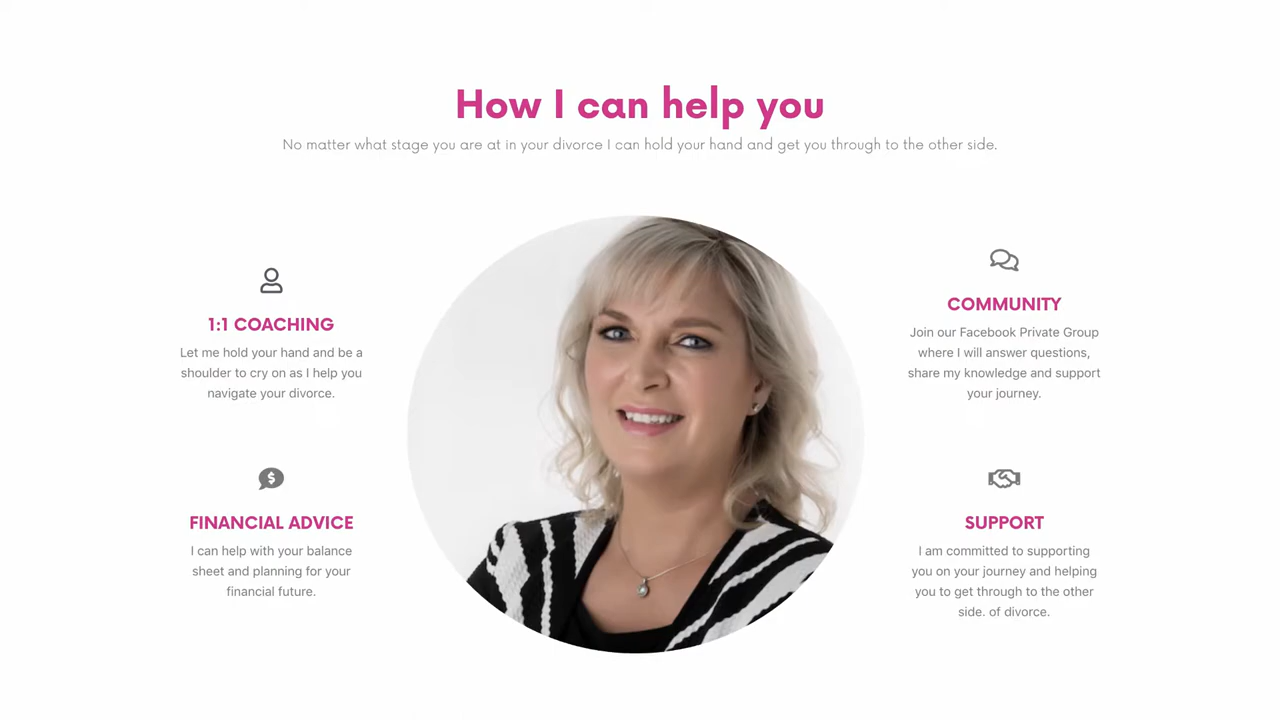 How I can help you
No matter what stage you are at in your divorce I can hold your hand and get you through to the other side.
1:1 COACHING
Let me hold your hand and be a
shoulder to cry on as I help you
navigate your divorce.
FINANCIAL ADVICE
I can help with your balance
sheet and planning for your
financial future.
COMMUNITY
Join our Facebook Private Group
where I will answer questions,
share my knowledge and support
your journey.
SUPPORT
I am committed to supporting
you on your journey and helping
you to get through to the other
side. of divorce.